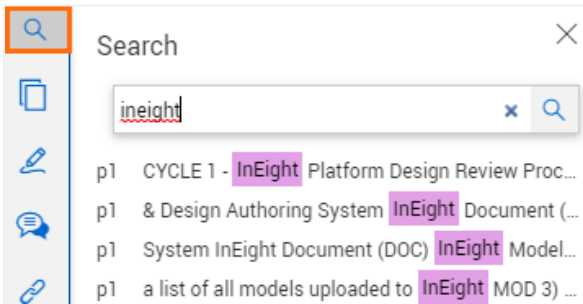 Search
ineight
p1 CYCLE 1 - InEight Platform Design Review Proc...
p1 & Design Authoring System InEight Document (...
p1 System InEight Document (DOC) InEight Model...
p1 a list of all models uploaded to InEight MOD 3) ...